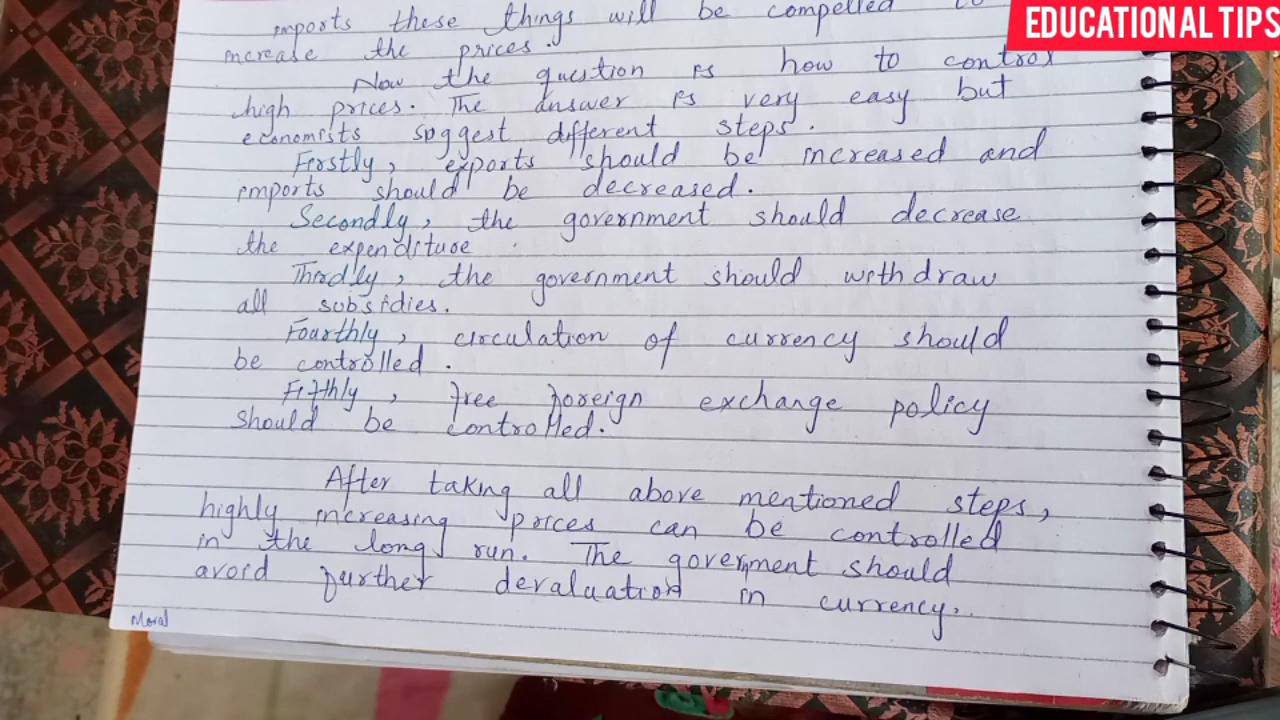 EDUCATIONAL TIPS
imports these things will be compelled to
increase the prices.
Now the question is how to control
high prices. The answer is very easy but
economists suggest different steps.
Firstly, exports should be increased and
imports should be decreased.
Secondly, the government should decrease
the expenditure
Thirdly, the government should withdraw
all subsidies.
Fourthly, circulation of currency should
be controlled.
Fifthly, free foreign exchange policy
should be controlled.
After taking all above mentioned steps,
highly increasing prices can be controlled
in the long run. The government should
avoid further devaluation in currency.
Moral